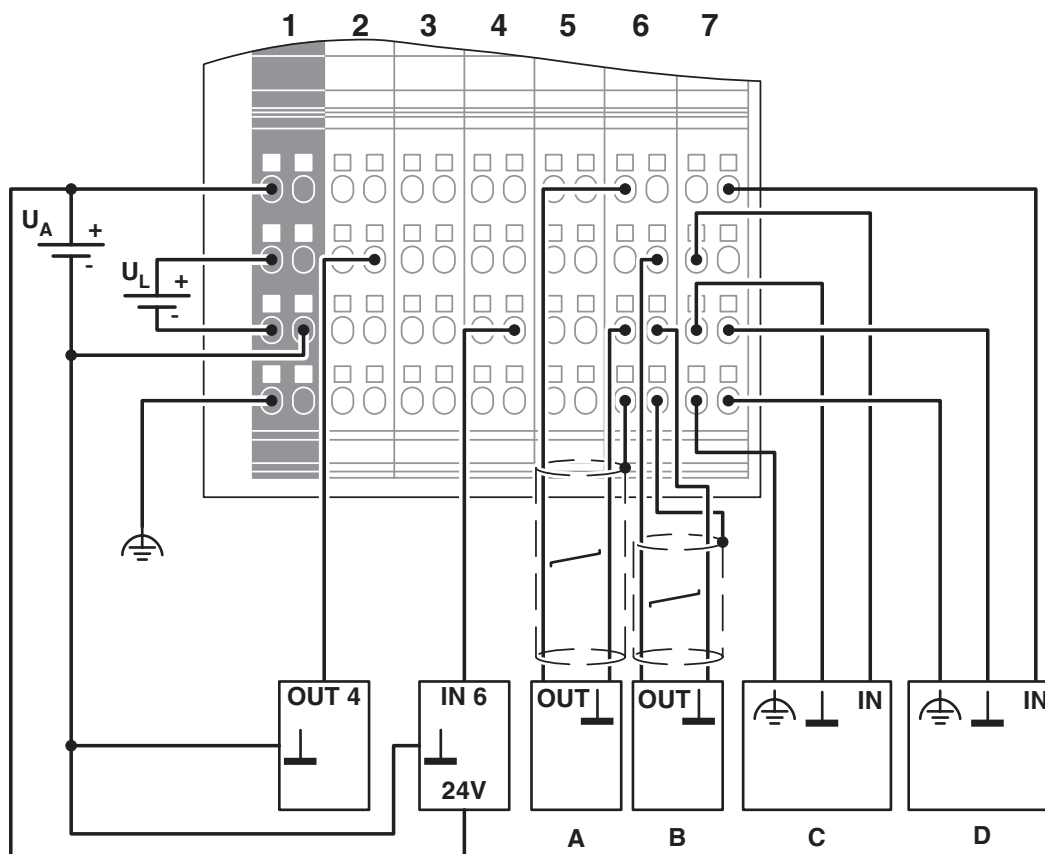 1 2 3 4 5 6 7
U_A + -
U_L + -
OUT 4 IN 6 OUT OUT IN IN
24V
A B C D